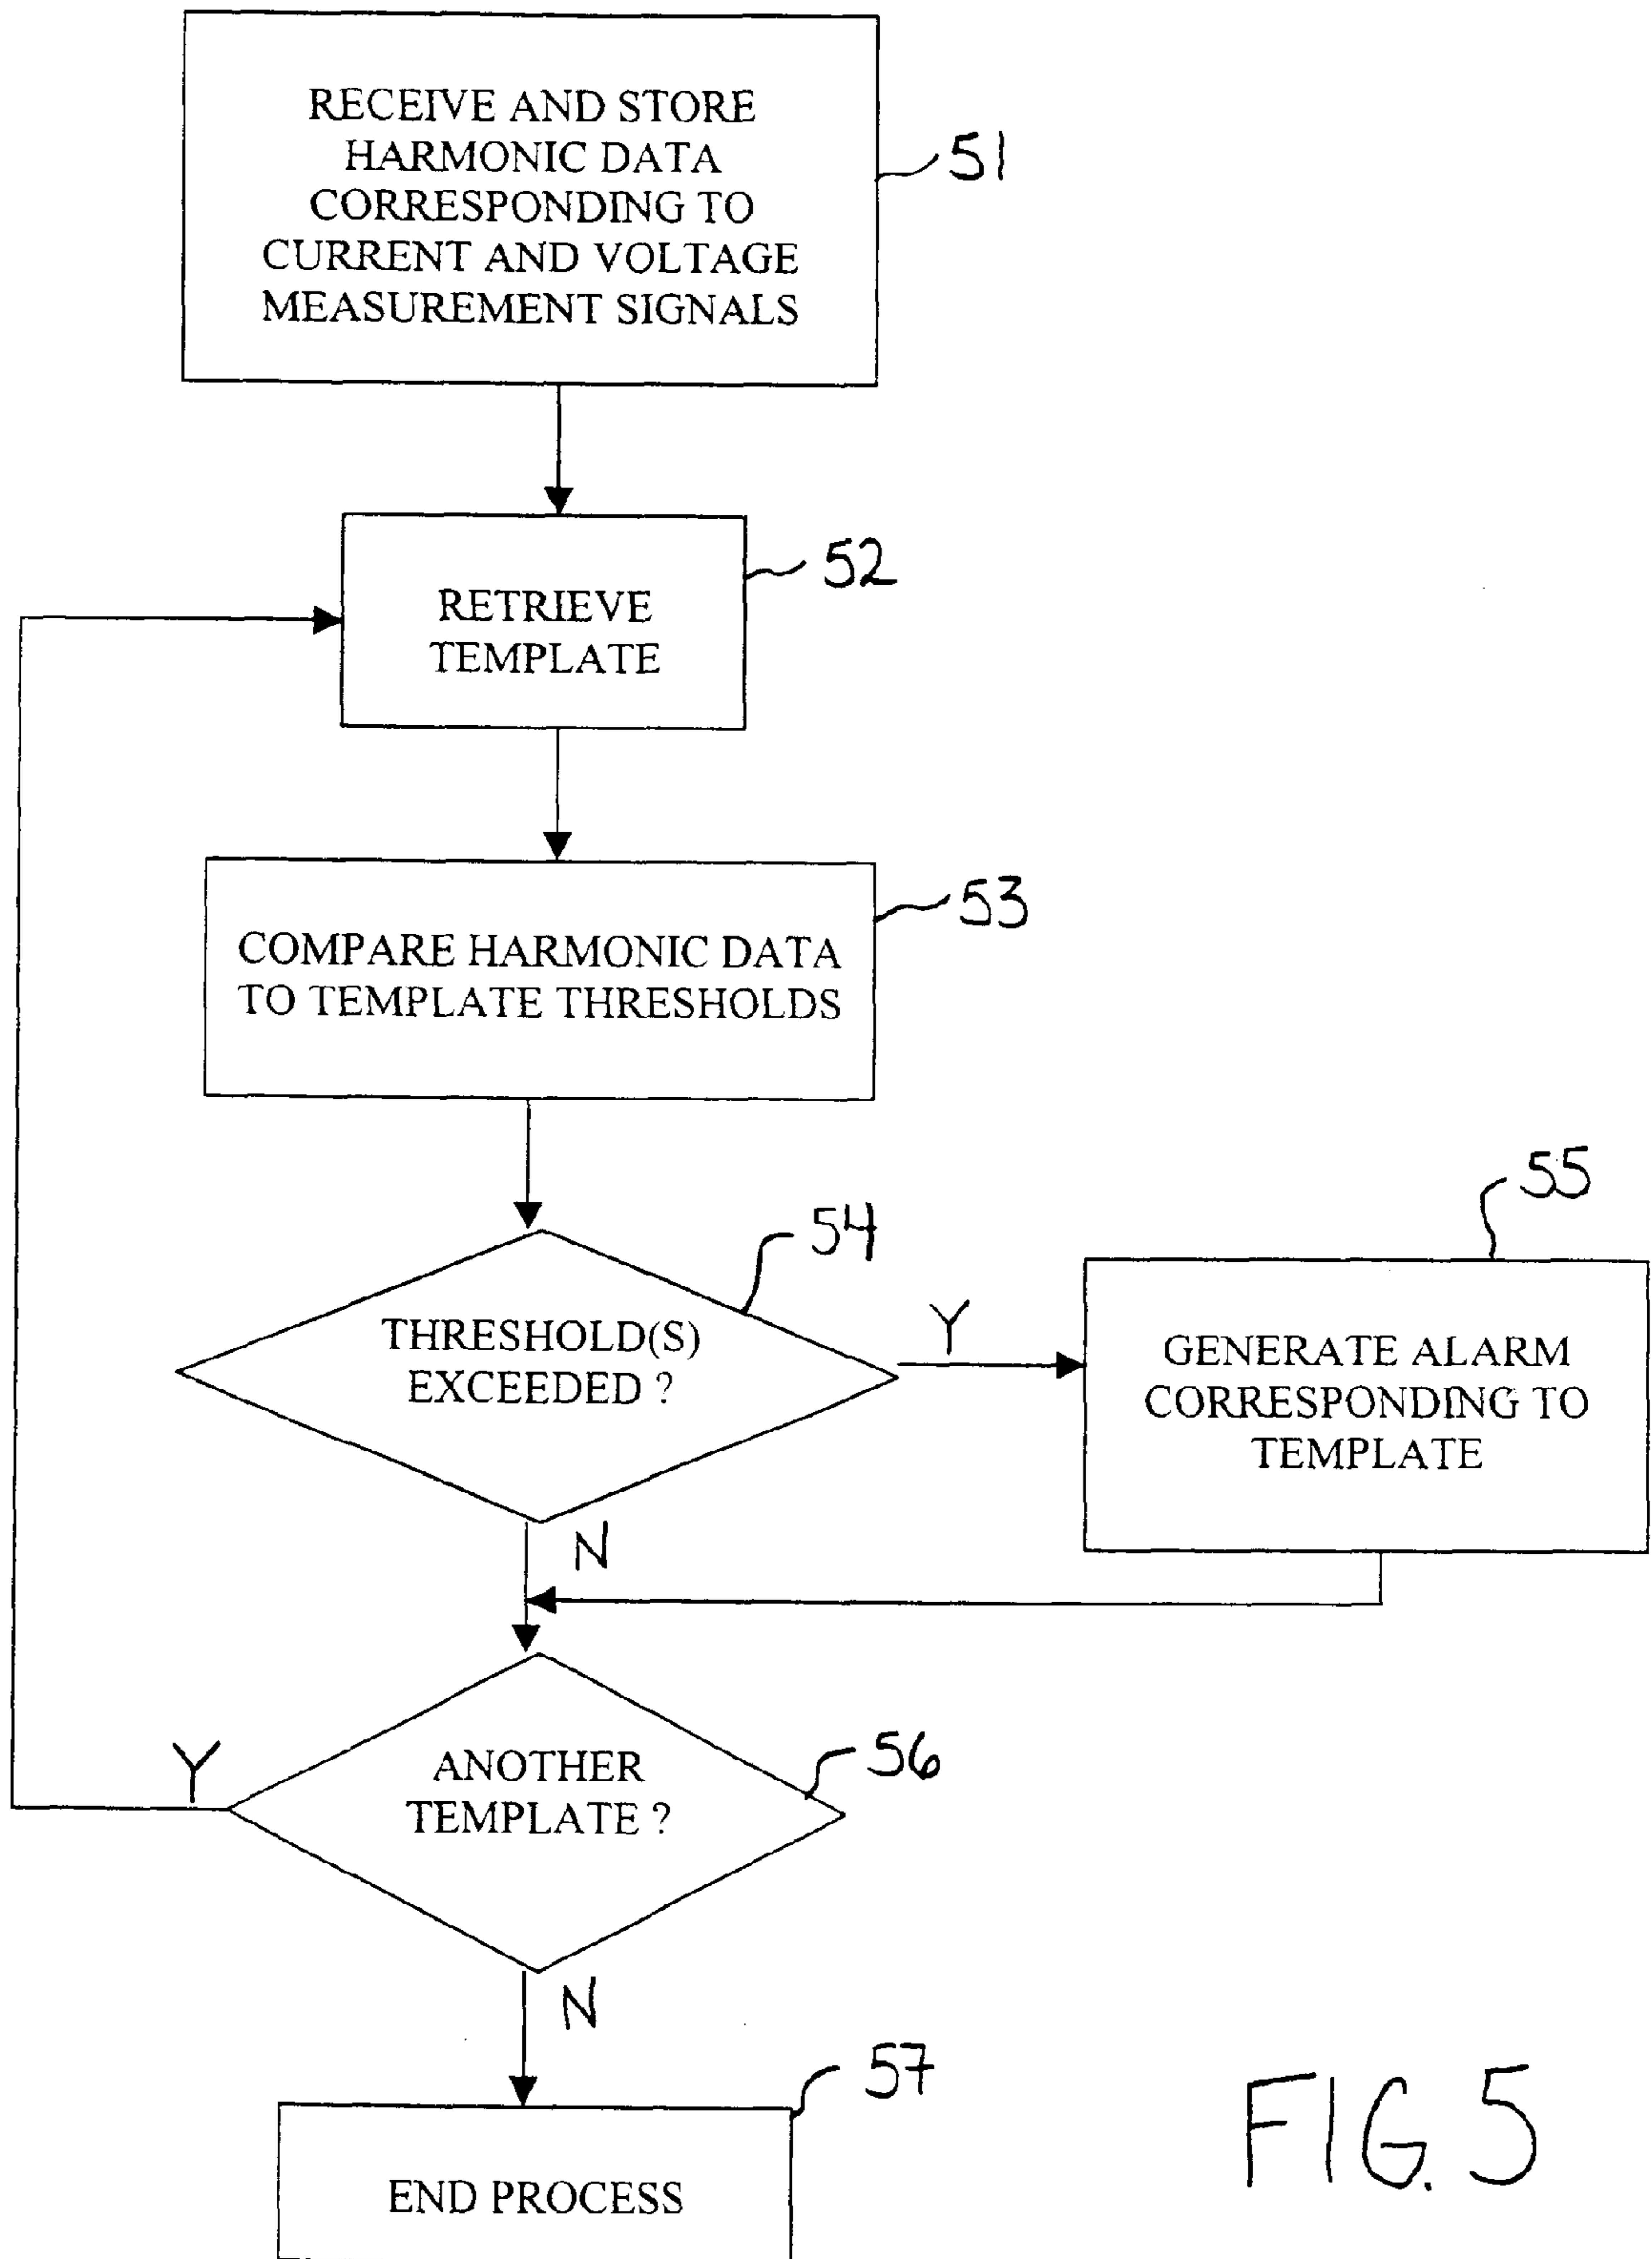 RECEIVE AND STORE
HARMONIC DATA
CORRESPONDING TO
CURRENT AND VOLTAGE
MEASUREMENT SIGNALS
51
52
RETRIEVE
TEMPLATE
53
COMPARE HARMONIC DATA
TO TEMPLATE THRESHOLDS
54
55
THRESHOLD(S)
EXCEEDED ?
Y
GENERATE ALARM
CORRESPONDING TO
TEMPLATE
N
Y
ANOTHER
TEMPLATE ?
56
N
57
END PROCESS
FIG. 5